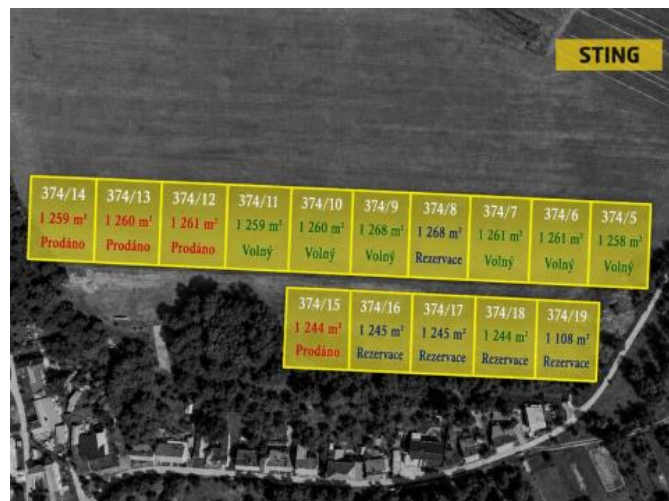 STING
374/14 374/13 374/12 374/11 374/10 374/9 374/8 374/7 374/6 374/5
1 259 m² 1 260 m² 1 261 m² 1 259 m² 1 260 m² 1 268 m² 1 268 m² 1 261 m² 1 261 m² 1 258 m²
Prodáno Prodáno Prodáno Volný Volný Volný Rezervace Volný Volný Volný
374/15 374/16 374/17 374/18 374/19
1 244 m² 1 245 m² 1 245 m² 1 244 m² 1 108 m²
Prodáno Rezervace Rezervace Rezervace Rezervace